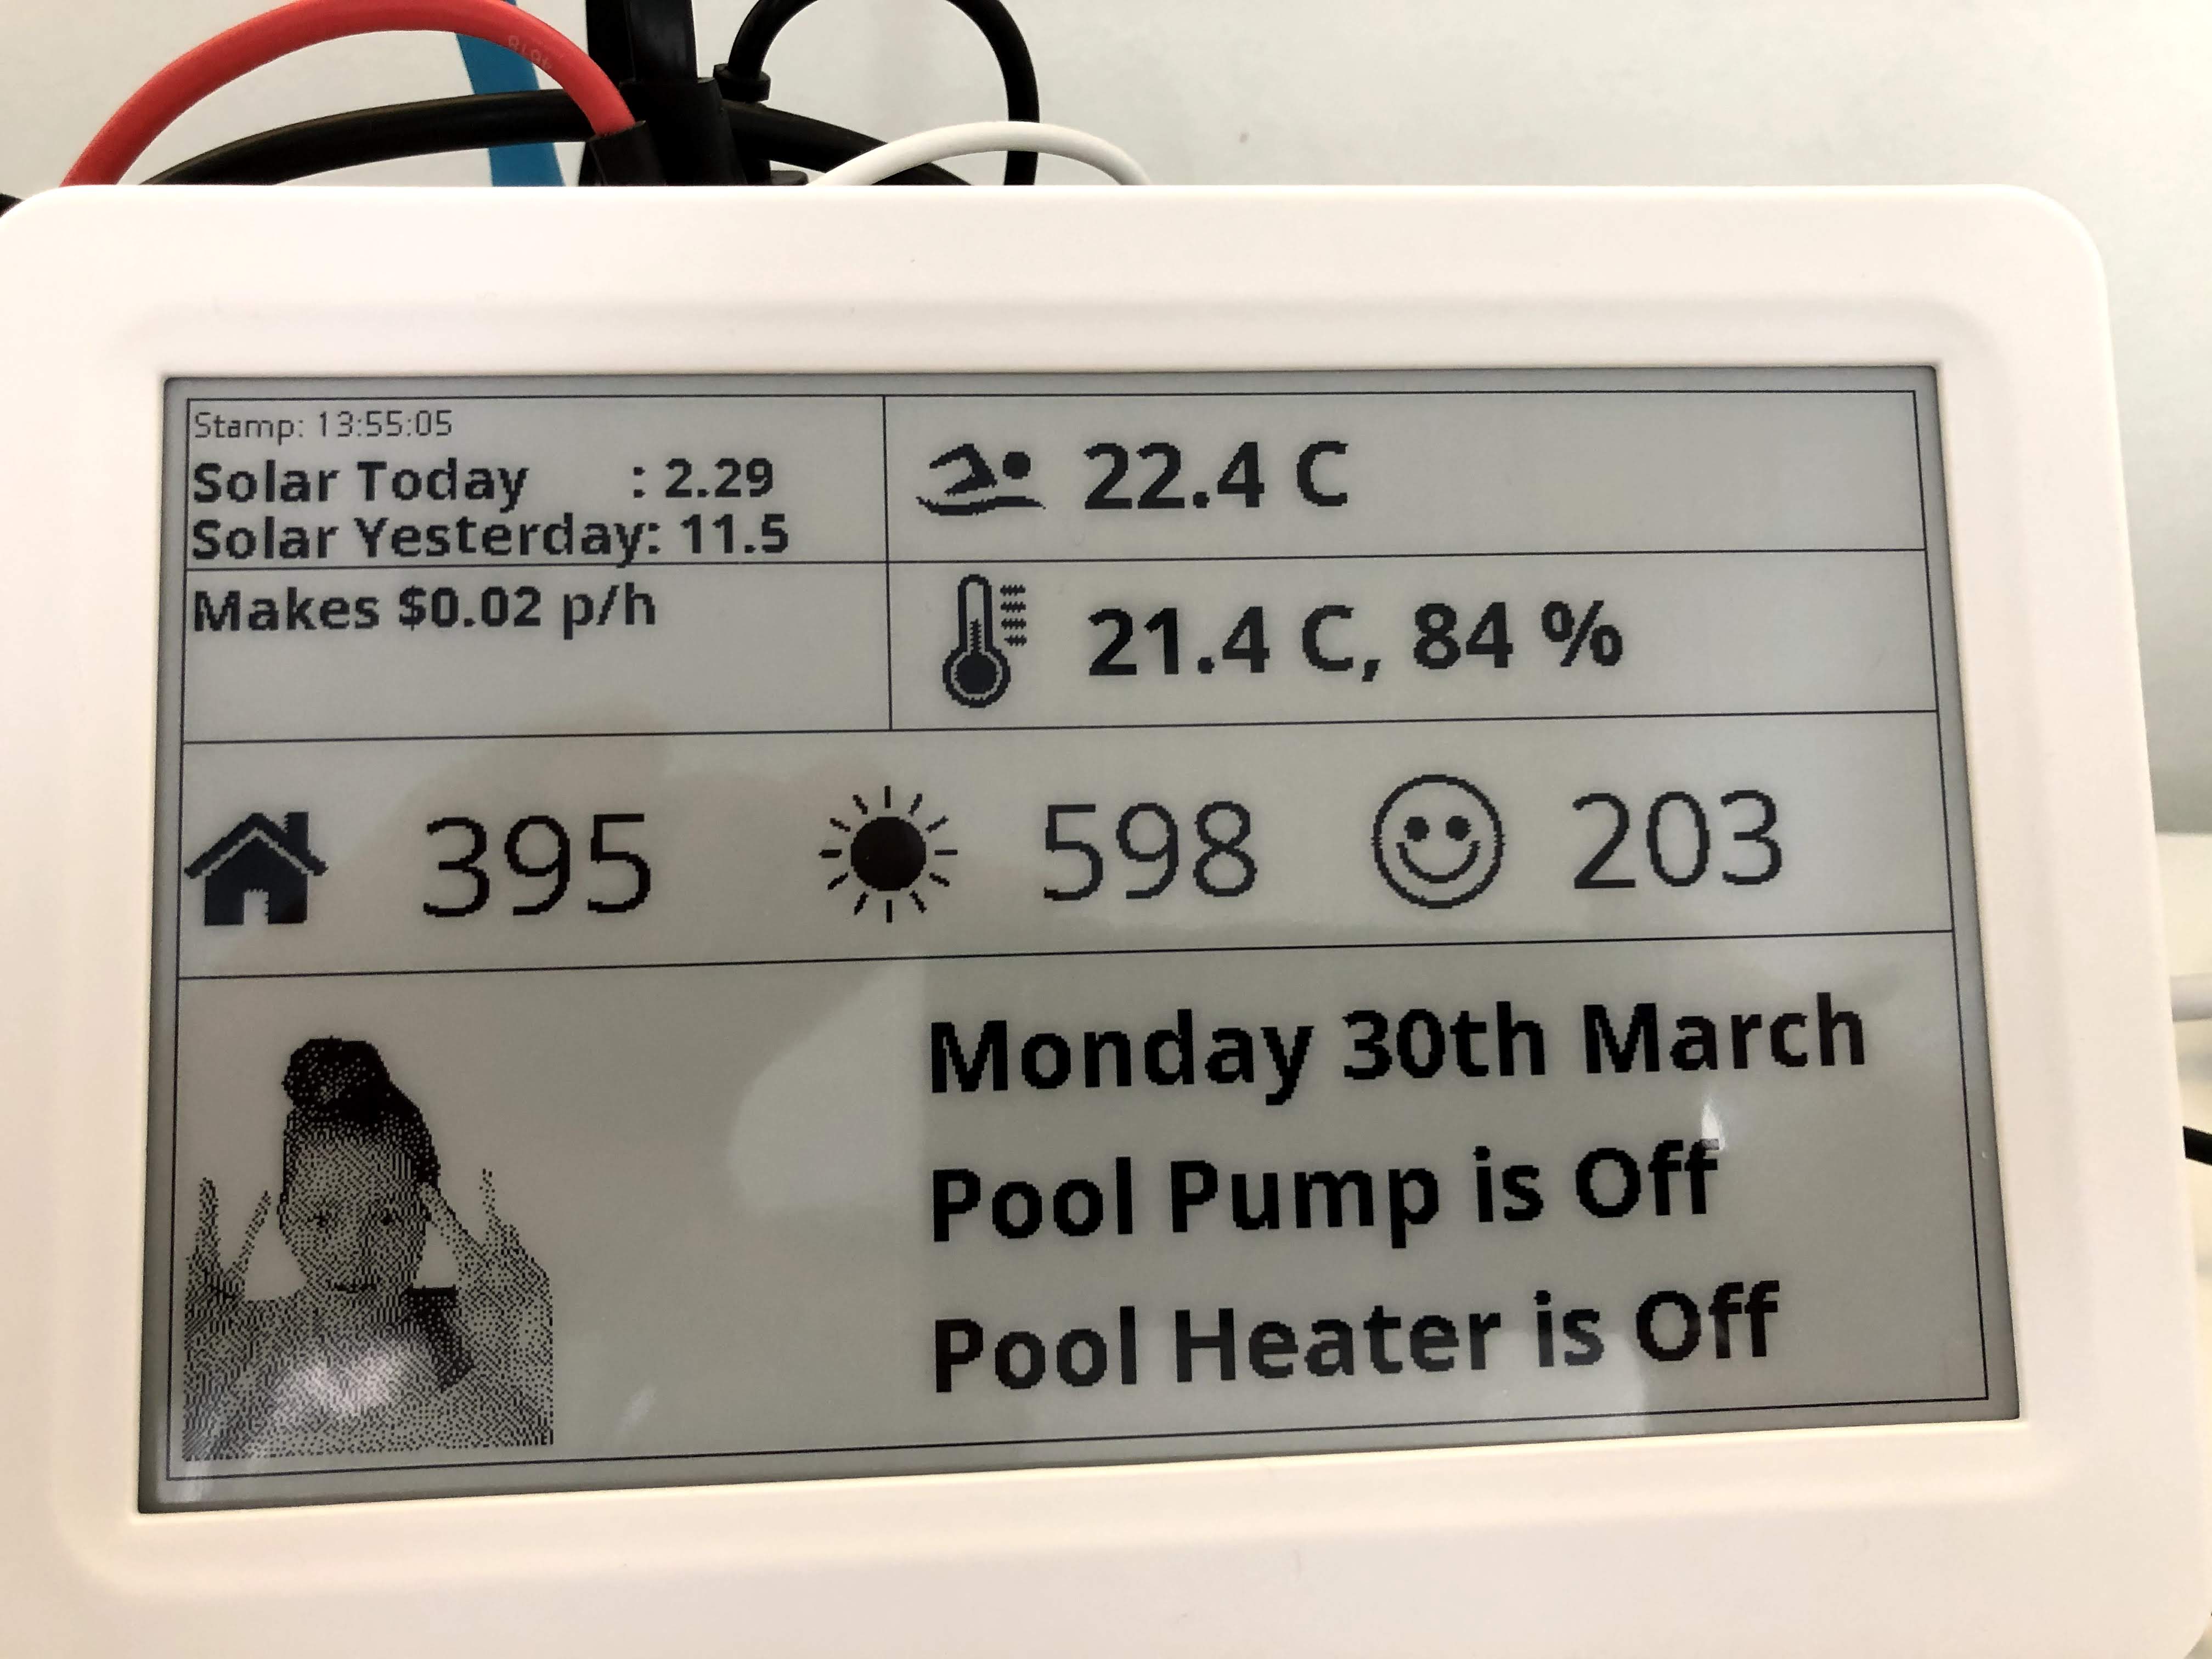 Stamp: 13:55:05
Solar Today : 2.29
Solar Yesterday: 11.5
Makes $0.02 p/h
22.4 C
21.4 C, 84 %
395 598 203
Monday 30th March
Pool Pump is Off
Pool Heater is Off